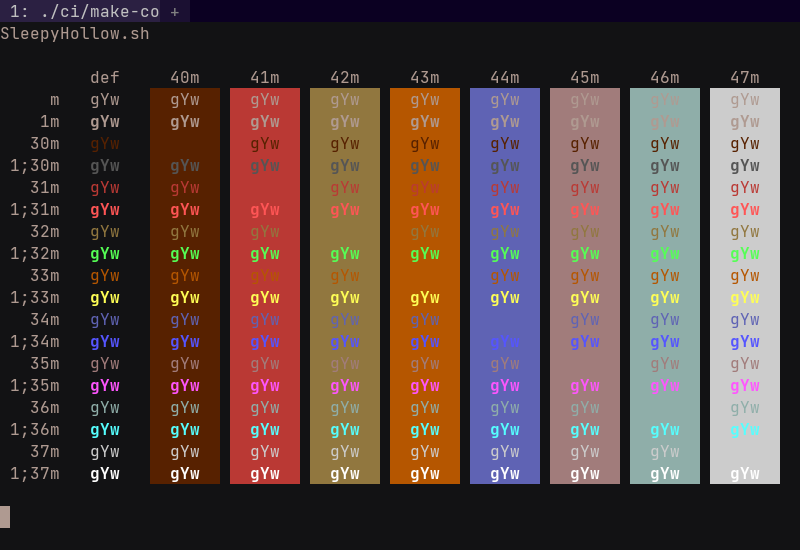 1: ./ci/make-co +
SleepyHollow.sh
def 40m 41m 42m 43m 44m 45m 46m 47m
m gYw gYw gYw gYw gYw gYw gYw gYw gYw
1m gYw gYw gYw gYw gYw gYw gYw gYw gYw
30m gYw gYw gYw gYw gYw gYw gYw gYw
1;30m gYw gYw gYw gYw gYw gYw gYw gYw gYw
31m gYw gYw gYw gYw gYw gYw gYw gYw
1;31m gYw gYw gYw gYw gYw gYw gYw gYw gYw
32m gYw gYw gYw gYw gYw gYw gYw gYw
1;32m gYw gYw gYw gYw gYw gYw gYw gYw gYw
33m gYw gYw gYw gYw gYw gYw gYw gYw
1;33m gYw gYw gYw gYw gYw gYw gYw gYw gYw
34m gYw gYw gYw gYw gYw gYw gYw gYw
1;34m gYw gYw gYw gYw gYw gYw gYw gYw gYw
35m gYw gYw gYw gYw gYw gYw gYw gYw
1;35m gYw gYw gYw gYw gYw gYw gYw gYw gYw
36m gYw gYw gYw gYw gYw gYw gYw gYw
1;36m gYw gYw gYw gYw gYw gYw gYw gYw gYw
37m gYw gYw gYw gYw gYw gYw gYw gYw
1;37m gYw gYw gYw gYw gYw gYw gYw gYw gYw